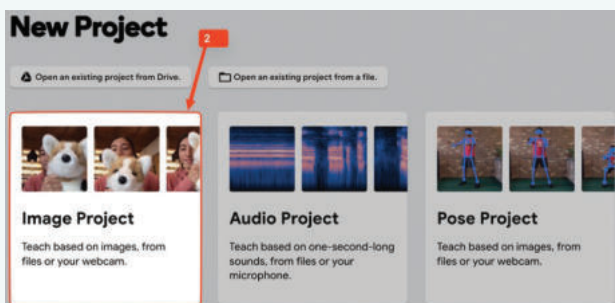 New Project
2
Open an existing project from Drive.
Open an existing project from a file.
Image Project
Teach based on images, from
files or your webcam.
Audio Project
Teach based on one-second-long
sounds, from files or your
microphone.
Pose Project
Teach based on images, from
files or your webcam.